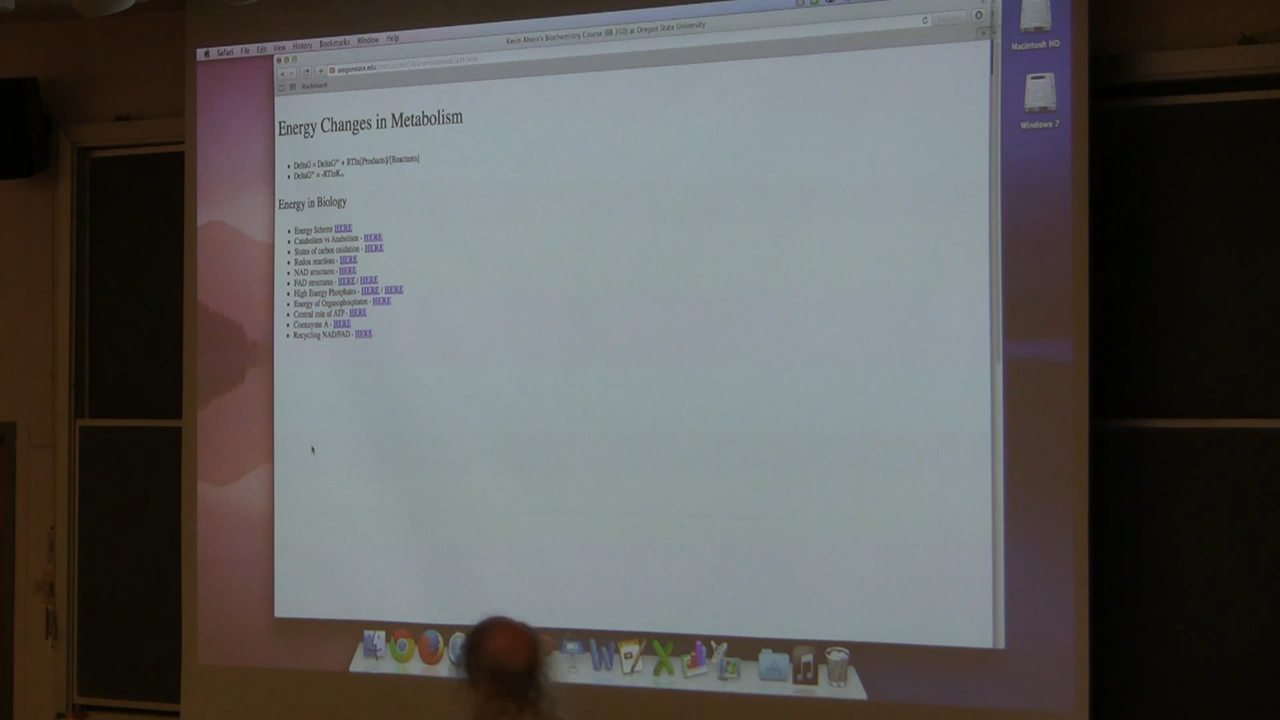 Safari File Edit View History Bookmarks Window Help
Kevin Ahern's Biochemistry Course (BB 350) at Oregon State University
Macintosh HD
oregonstate.edu
Blackboard
Windows 7
Energy Changes in Metabolism
DeltaG = DeltaG°' + RTln[Products]/[Reactants]
DeltaG°' = -RTlnKeq
Energy in Biology
Energy Scheme HERE
Catabolism vs Anabolism - HERE
States of carbon oxidation - HERE
Redox reactions - HERE
NAD structures - HERE
FAD structures - HERE / HERE
High Energy Phosphates - HERE / HERE
Energy of Organophosphates - HERE
Central role of ATP - HERE
Coenzyme A - HERE
Recycling NAD/FAD - HERE